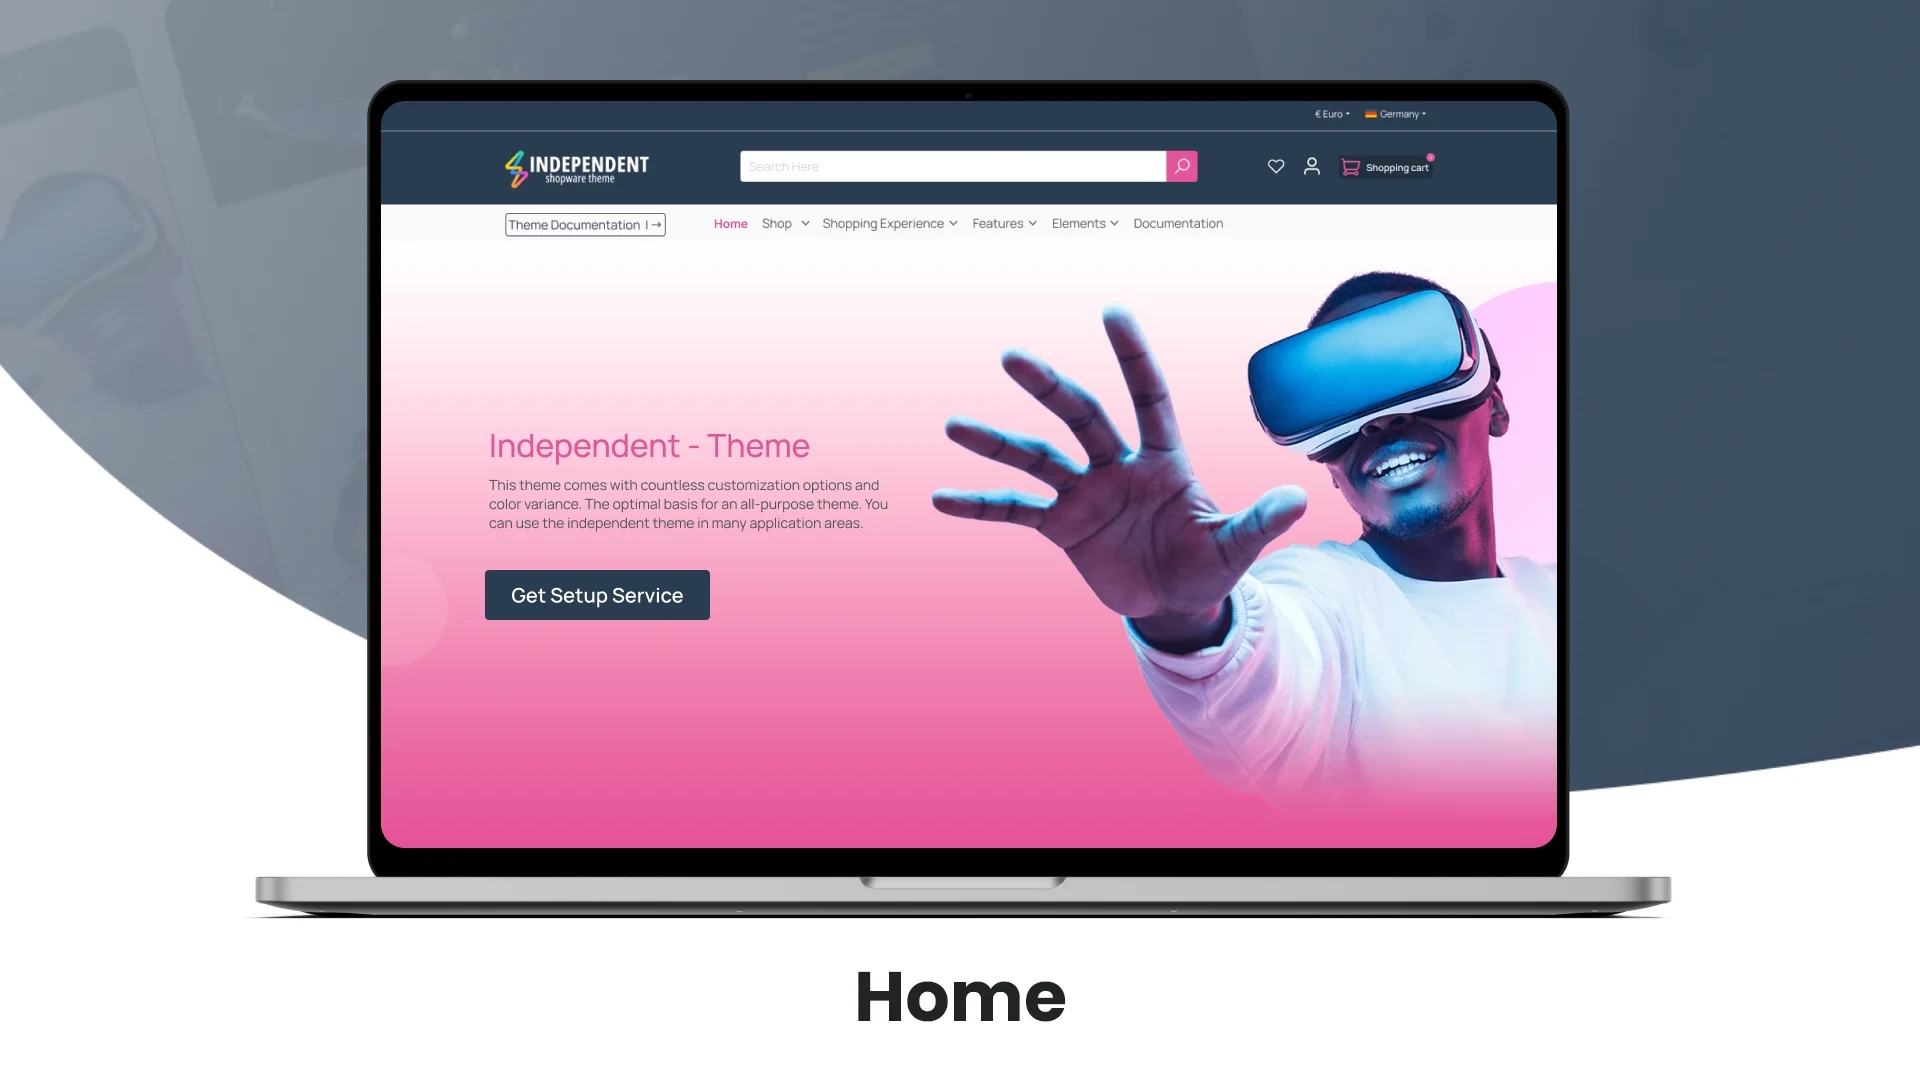 € Euro
Germany
INDEPENDENT
shopware theme
Search Here
0
Shopping cart
Theme Documentation |→
Home Shop Shopping Experience Features Elements Documentation
Independent - Theme
This theme comes with countless customization options and
color variance. The optimal basis for an all-purpose theme. You
can use the independent theme in many application areas.
Get Setup Service
Home